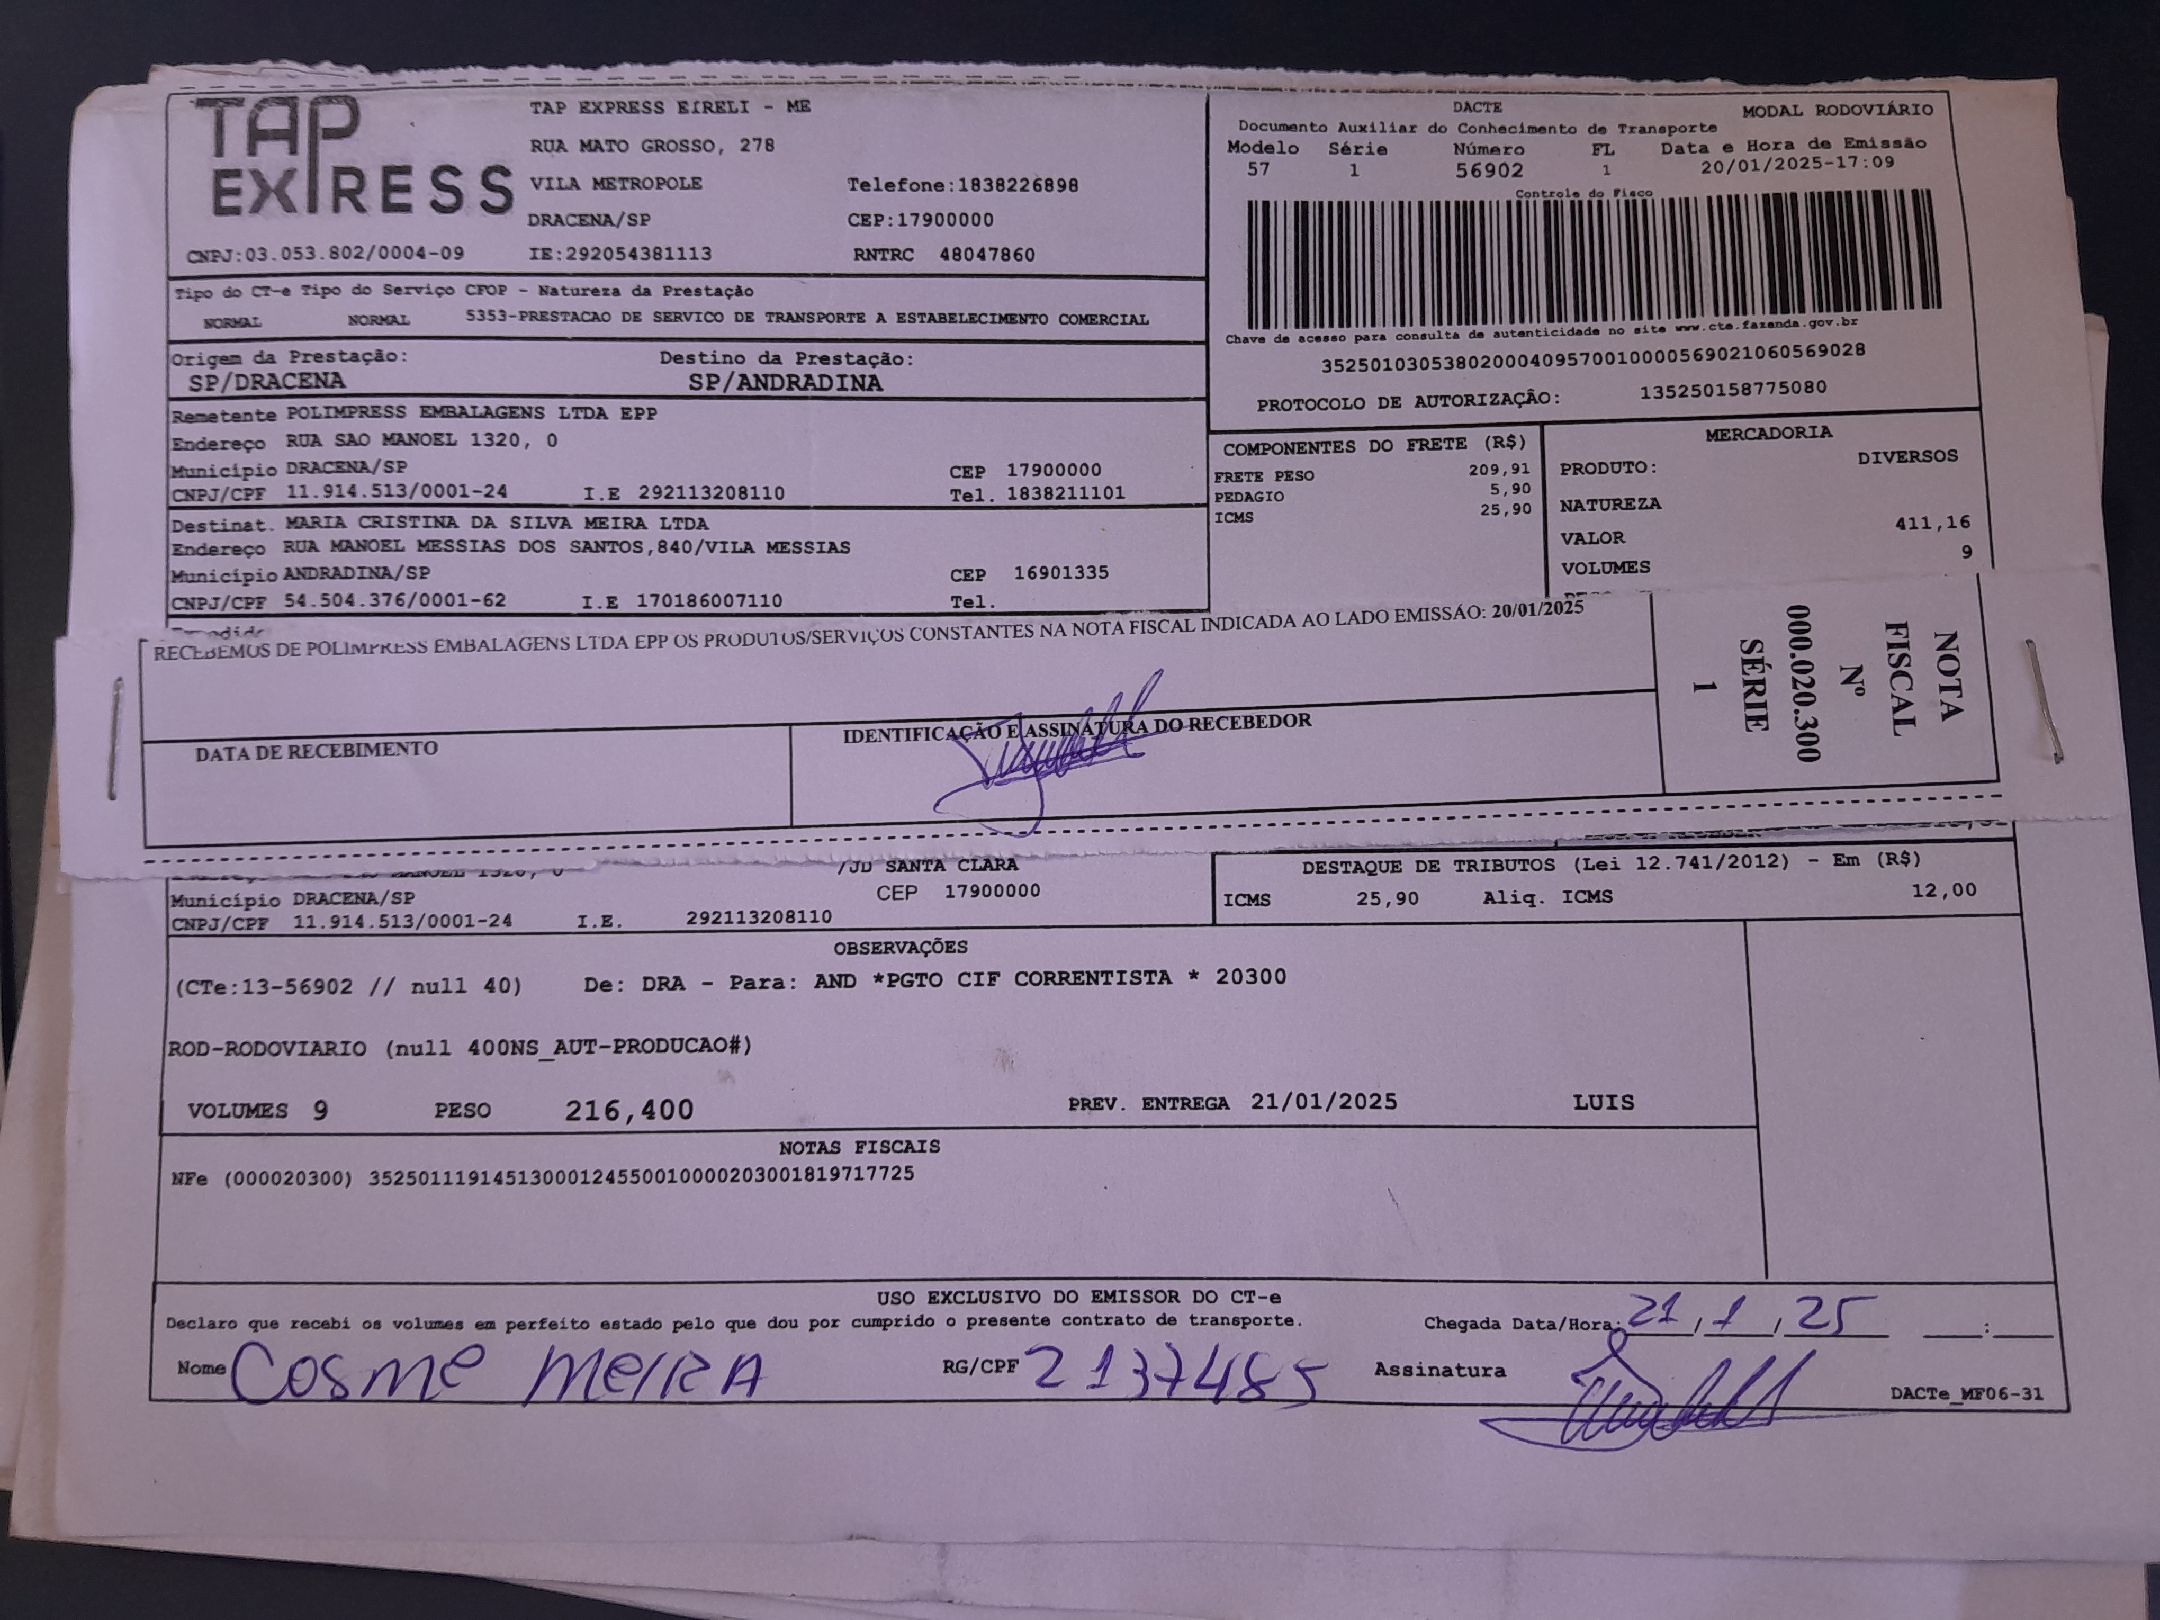 TAP EXPRESS
TAP EXPRESS EIRELI - ME
RUA MATO GROSSO, 278
VILA METROPOLE Telefone:1838226898
DRACENA/SP CEP:17900000
CNPJ:03.053.802/0004-09 IE:292054381113 RNTRC 48047860
DACTE MODAL RODOVIÁRIO
Documento Auxiliar do Conhecimento de Transporte
Modelo Série Número FL Data e Hora de Emissão
57 1 56902 1 20/01/2025-17:09
Controle do Fisco
Chave de acesso para consulta de autenticidade no site www.cte.fazenda.gov.br
35250103053802000409570010000569021060569028
PROTOCOLO DE AUTORIZAÇÃO: 135250158775080
Tipo do CT-e Tipo do Serviço CFOP - Natureza da Prestação
NORMAL NORMAL 5353-PRESTACAO DE SERVICO DE TRANSPORTE A ESTABELECIMENTO COMERCIAL
Origem da Prestação: Destino da Prestação:
SP/DRACENA SP/ANDRADINA
Remetente POLIMPRESS EMBALAGENS LTDA EPP
Endereço RUA SAO MANOEL 1320, 0
Município DRACENA/SP CEP 17900000
CNPJ/CPF 11.914.513/0001-24 I.E 292113208110 Tel. 1838211101
Destinat. MARIA CRISTINA DA SILVA MEIRA LTDA
Endereço RUA MANOEL MESSIAS DOS SANTOS,840/VILA MESSIAS
Município ANDRADINA/SP CEP 16901335
CNPJ/CPF 54.504.376/0001-62 I.E 170186007110 Tel.
COMPONENTES DO FRETE (R$)
FRETE PESO 209,91
PEDAGIO 5,90
ICMS 25,90
MERCADORIA
PRODUTO: DIVERSOS
NATUREZA
VALOR 411,16
VOLUMES 9
RECEBEMOS DE POLIMPRESS EMBALAGENS LTDA EPP OS PRODUTOS/SERVIÇOS CONSTANTES NA NOTA FISCAL INDICADA AO LADO EMISSÃO: 20/01/2025
DATA DE RECEBIMENTO
IDENTIFICAÇÃO E ASSINATURA DO RECEBEDOR
NOTA
FISCAL
Nº
000.020.300
SÉRIE
1
MANOEL 1320, 0 /JD SANTA CLARA
Município DRACENA/SP CEP 17900000
CNPJ/CPF 11.914.513/0001-24 I.E. 292113208110
DESTAQUE DE TRIBUTOS (Lei 12.741/2012) - Em (R$)
ICMS 25,90 Aliq. ICMS 12,00
OBSERVAÇÕES
(CTe:13-56902 // null 40) De: DRA - Para: AND *PGTO CIF CORRENTISTA * 20300
ROD-RODOVIARIO (null 400NS_AUT-PRODUCAO#)
VOLUMES 9 PESO 216,400 PREV. ENTREGA 21/01/2025 LUIS
NOTAS FISCAIS
NFe (000020300) 35250111914513000124550010000203001819717725
USO EXCLUSIVO DO EMISSOR DO CT-e
Declaro que recebi os volumes em perfeito estado pelo que dou por cumprido o presente contrato de transporte. Chegada Data/Hora: 21/1/25 ___:___
Nome COSME MEIRA RG/CPF 2137485 Assinatura
DACTe_MF06-31